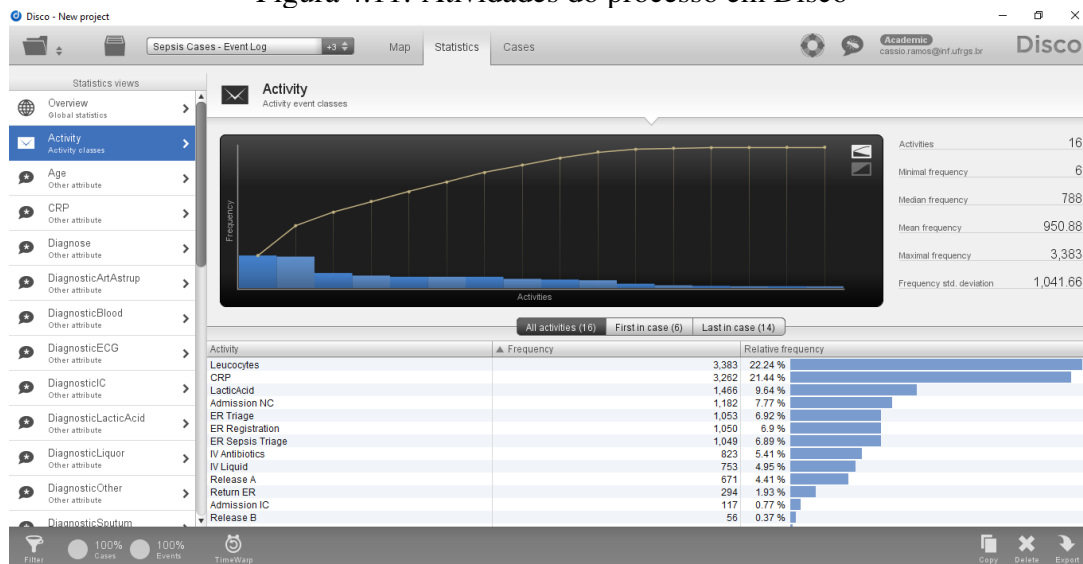 Figura 4.11: Atividades do processo em Disco
Disco - New project
Sepsis Cases - Event Log
+3
Map
Statistics
Cases
Academic
cassio.ramos@inf.ufrgs.br
Disco
Statistics views
Overview
Global statistics
Activity
Activity classes
Age
Other attribute
CRP
Other attribute
Diagnose
Other attribute
DiagnosticArtAstrup
Other attribute
DiagnosticBlood
Other attribute
DiagnosticECG
Other attribute
DiagnosticIC
Other attribute
DiagnosticLacticAcid
Other attribute
DiagnosticLiquor
Other attribute
DiagnosticOther
Other attribute
DiagnosticSputum
Activity
Activity event classes
Frequency
Activities
Activities 16
Minimal frequency 6
Median frequency 788
Mean frequency 950.88
Maximal frequency 3,383
Frequency std. deviation 1,041.66
All activities (16)
First in case (6)
Last in case (14)
Activity Frequency Relative frequency
Leucocytes 3,383 22.24 %
CRP 3,262 21.44 %
LacticAcid 1,466 9.64 %
Admission NC 1,182 7.77 %
ER Triage 1,053 6.92 %
ER Registration 1,050 6.9 %
ER Sepsis Triage 1,049 6.89 %
IV Antibiotics 823 5.41 %
IV Liquid 753 4.95 %
Release A 671 4.41 %
Return ER 294 1.93 %
Admission IC 117 0.77 %
Release B 56 0.37 %
Filter
100%
Cases
100%
Events
TimeWarp
Copy
Delete
Export